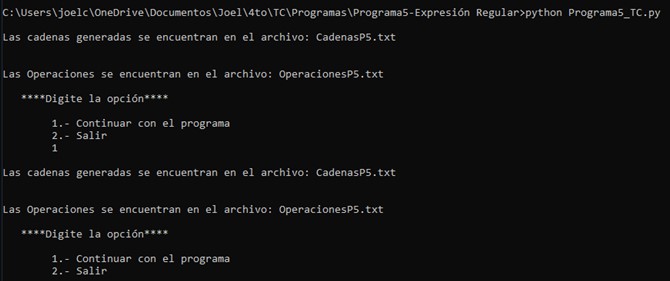 C:\Users\joelc\OneDrive\Documentos\Joel\4to\TC\Programas\Programa5-Expresión Regular>python Programa5_TC.py
Las cadenas generadas se encuentran en el archivo: CadenasP5.txt
Las Operaciones se encuentran en el archivo: OperacionesP5.txt
****Digite la opción****
1.- Continuar con el programa
2.- Salir
1
Las cadenas generadas se encuentran en el archivo: CadenasP5.txt
Las Operaciones se encuentran en el archivo: OperacionesP5.txt
****Digite la opción****
1.- Continuar con el programa
2.- Salir